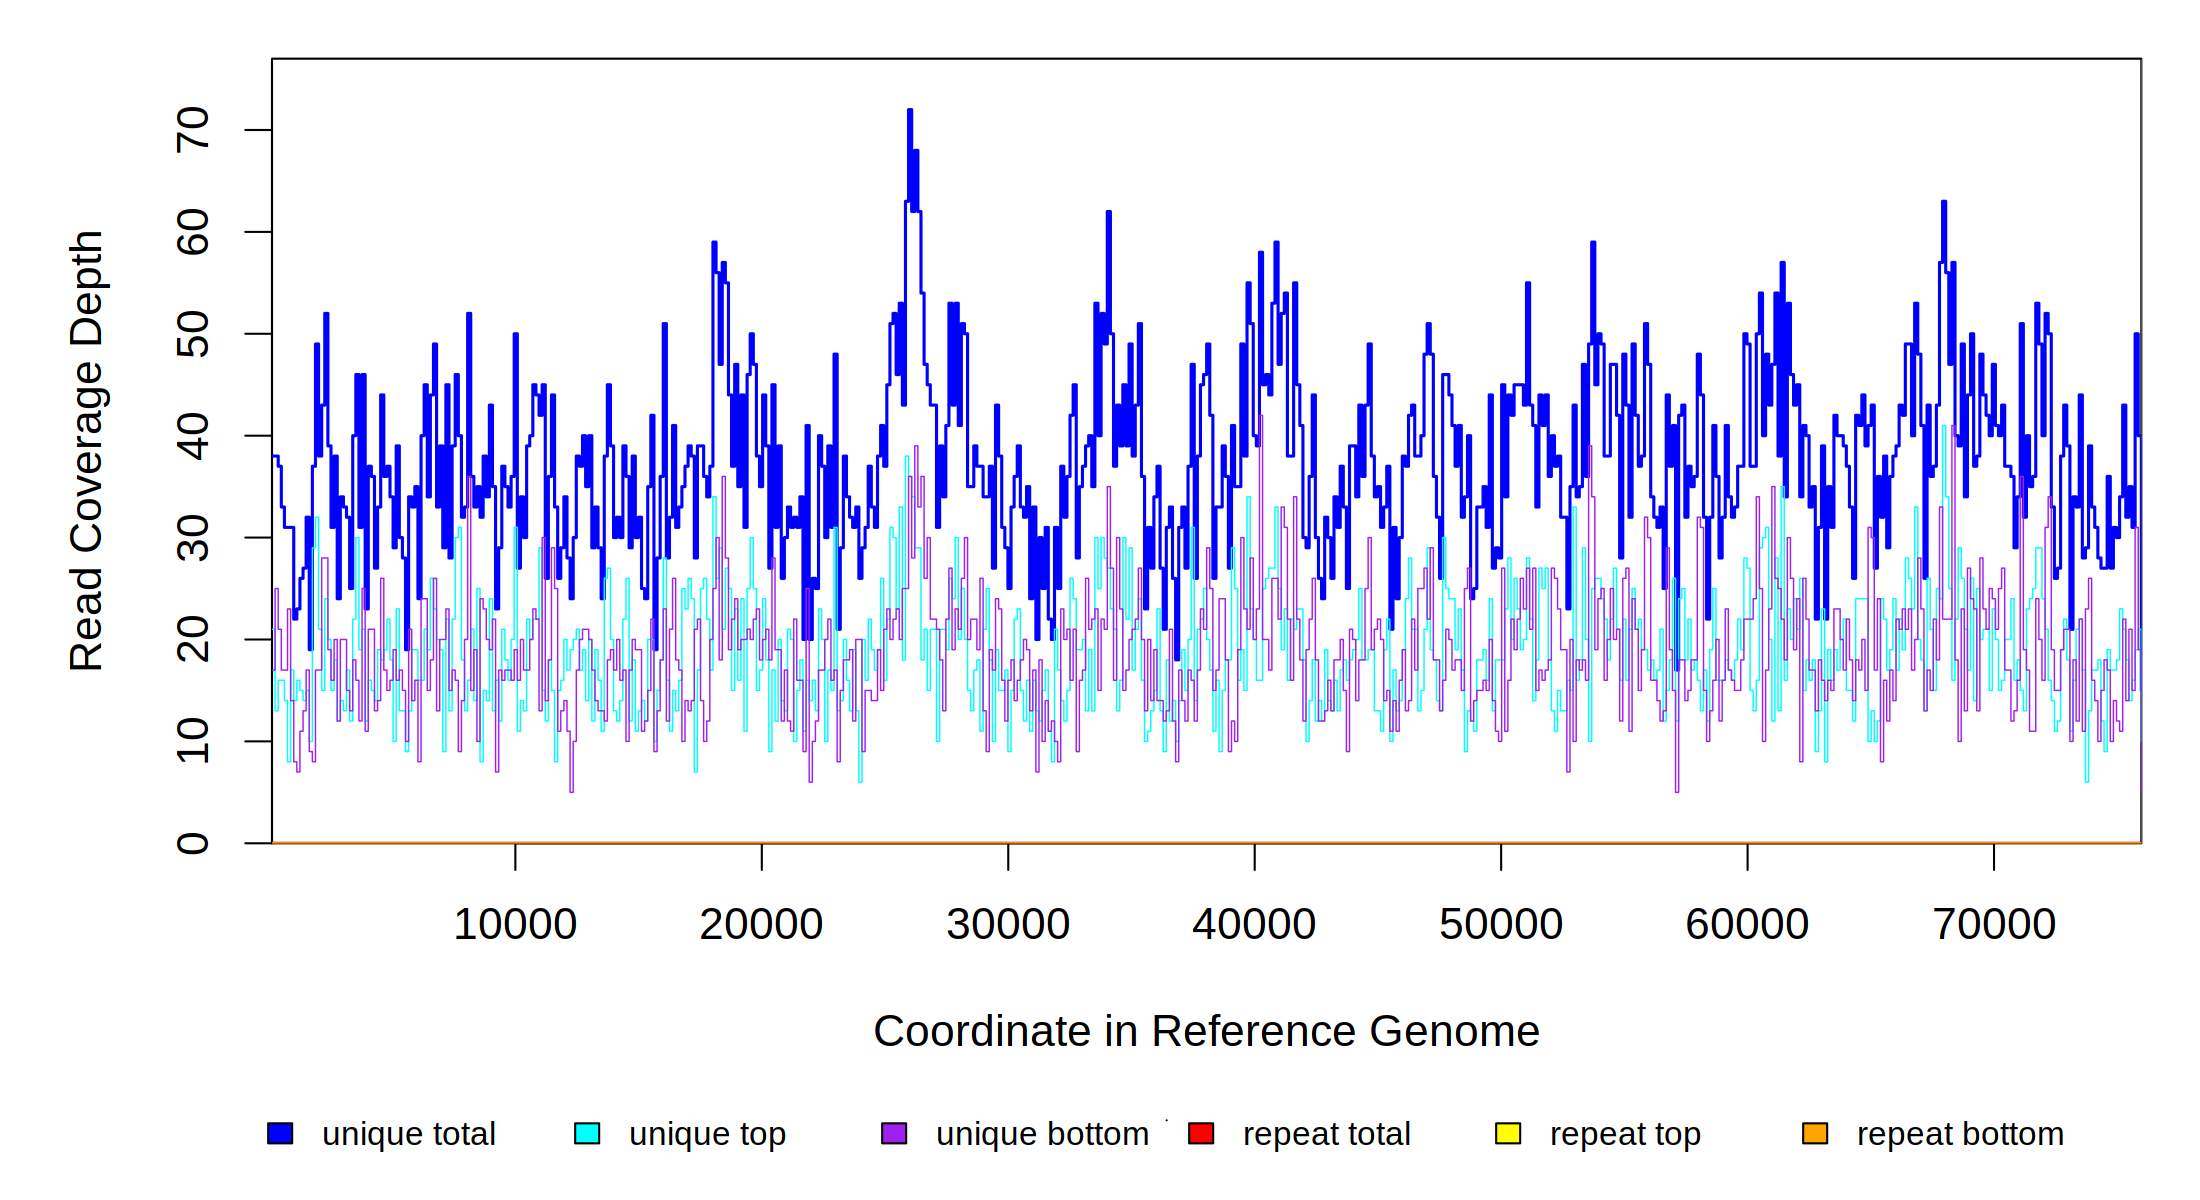 Read Coverage Depth
70
60
50
40
30
20
10
0
10000 20000 30000 40000 50000 60000 70000
Coordinate in Reference Genome
unique total unique top unique bottom repeat total repeat top repeat bottom